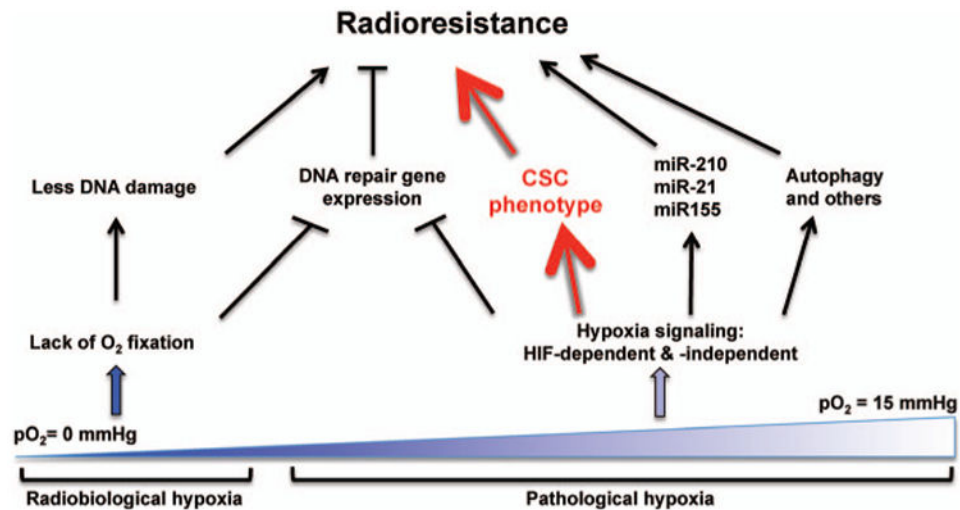 Radioresistance
Less DNA damage
DNA repair gene
expression
CSC
phenotype
miR-210
miR-21
miR155
Autophagy
and others
Lack of O₂ fixation
Hypoxia signaling:
HIF-dependent & -independent
pO₂= 0 mmHg
pO₂ = 15 mmHg
Radiobiological hypoxia
Pathological hypoxia